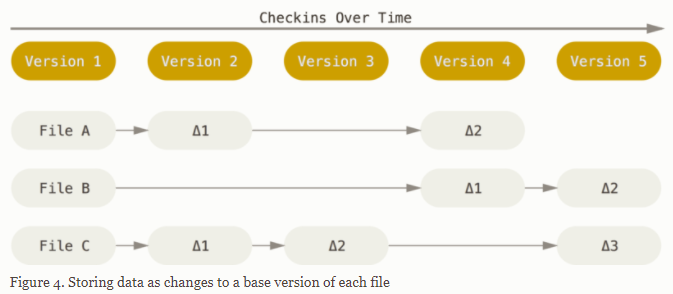 Checkins Over Time
Version 1 Version 2 Version 3 Version 4 Version 5
File A Δ1 Δ2
File B Δ1 Δ2
File C Δ1 Δ2 Δ3
Figure 4. Storing data as changes to a base version of each file